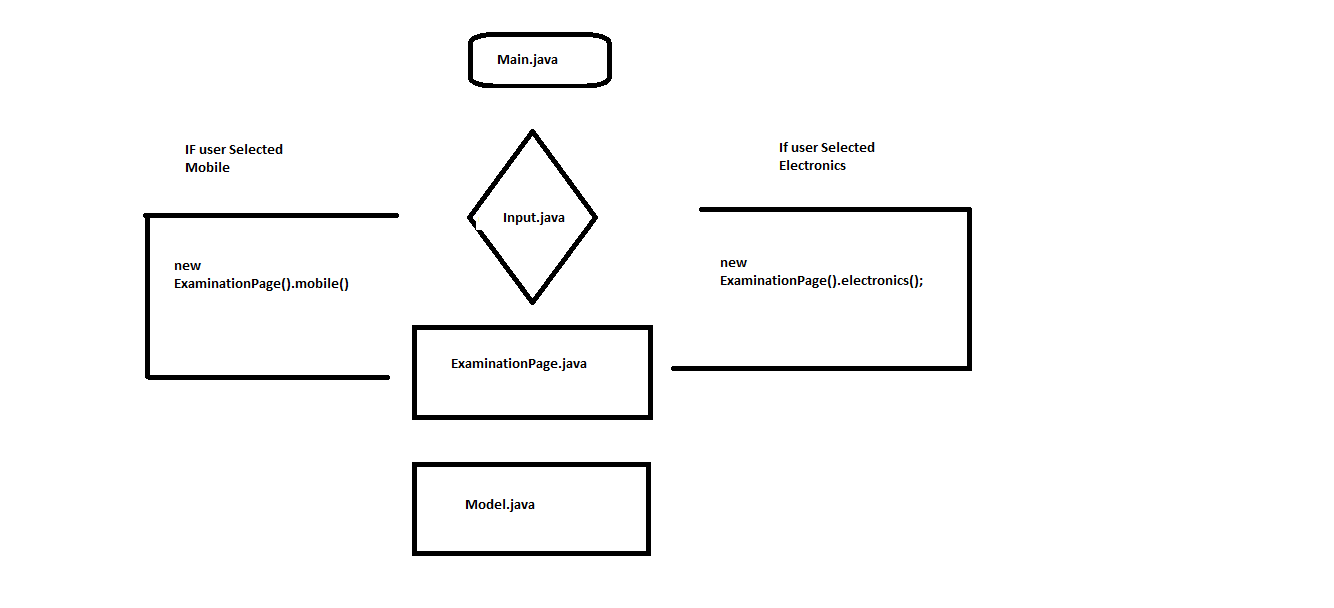 Main.java
IF user Selected
Mobile
If user Selected
Electronics
Input.java
new
ExaminationPage().mobile()
new
ExaminationPage().electronics();
ExaminationPage.java
Model.java